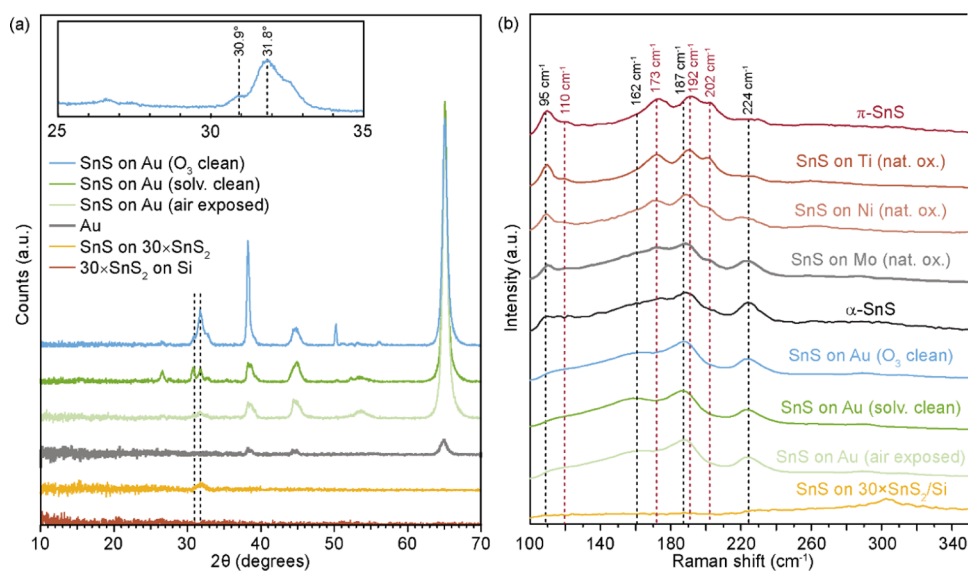 (a)
30.9°
31.8°
25
30
35
SnS on Au (O₃ clean)
SnS on Au (solv. clean)
SnS on Au (air exposed)
Au
SnS on 30×SnS₂
30×SnS₂ on Si
Counts (a.u.)
10
20
30
40
50
60
70
2θ (degrees)
(b)
95 cm⁻¹
110 cm⁻¹
162 cm⁻¹
173 cm⁻¹
187 cm⁻¹
192 cm⁻¹
202 cm⁻¹
224 cm⁻¹
π-SnS
SnS on Ti (nat. ox.)
SnS on Ni (nat. ox.)
SnS on Mo (nat. ox.)
α-SnS
SnS on Au (O₃ clean)
SnS on Au (solv. clean)
SnS on Au (air exposed)
SnS on 30×SnS₂/Si
Intensity (a.u.)
100
140
180
220
260
300
340
Raman shift (cm⁻¹)